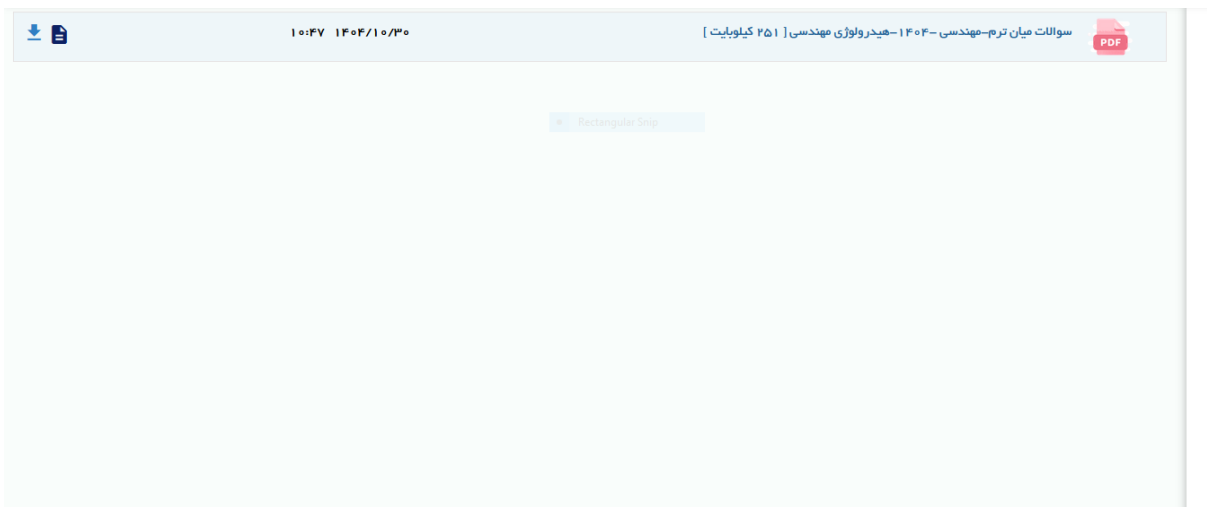 سوالات میان ترم-مهندسی -۱۴۰۴-هیدرولوژی مهندسی [ ۲۵۱ کیلوبایت ]
PDF
۱۴۰۴/۱۰/۳۰ ۱۰:۴۷
Rectangular Snip